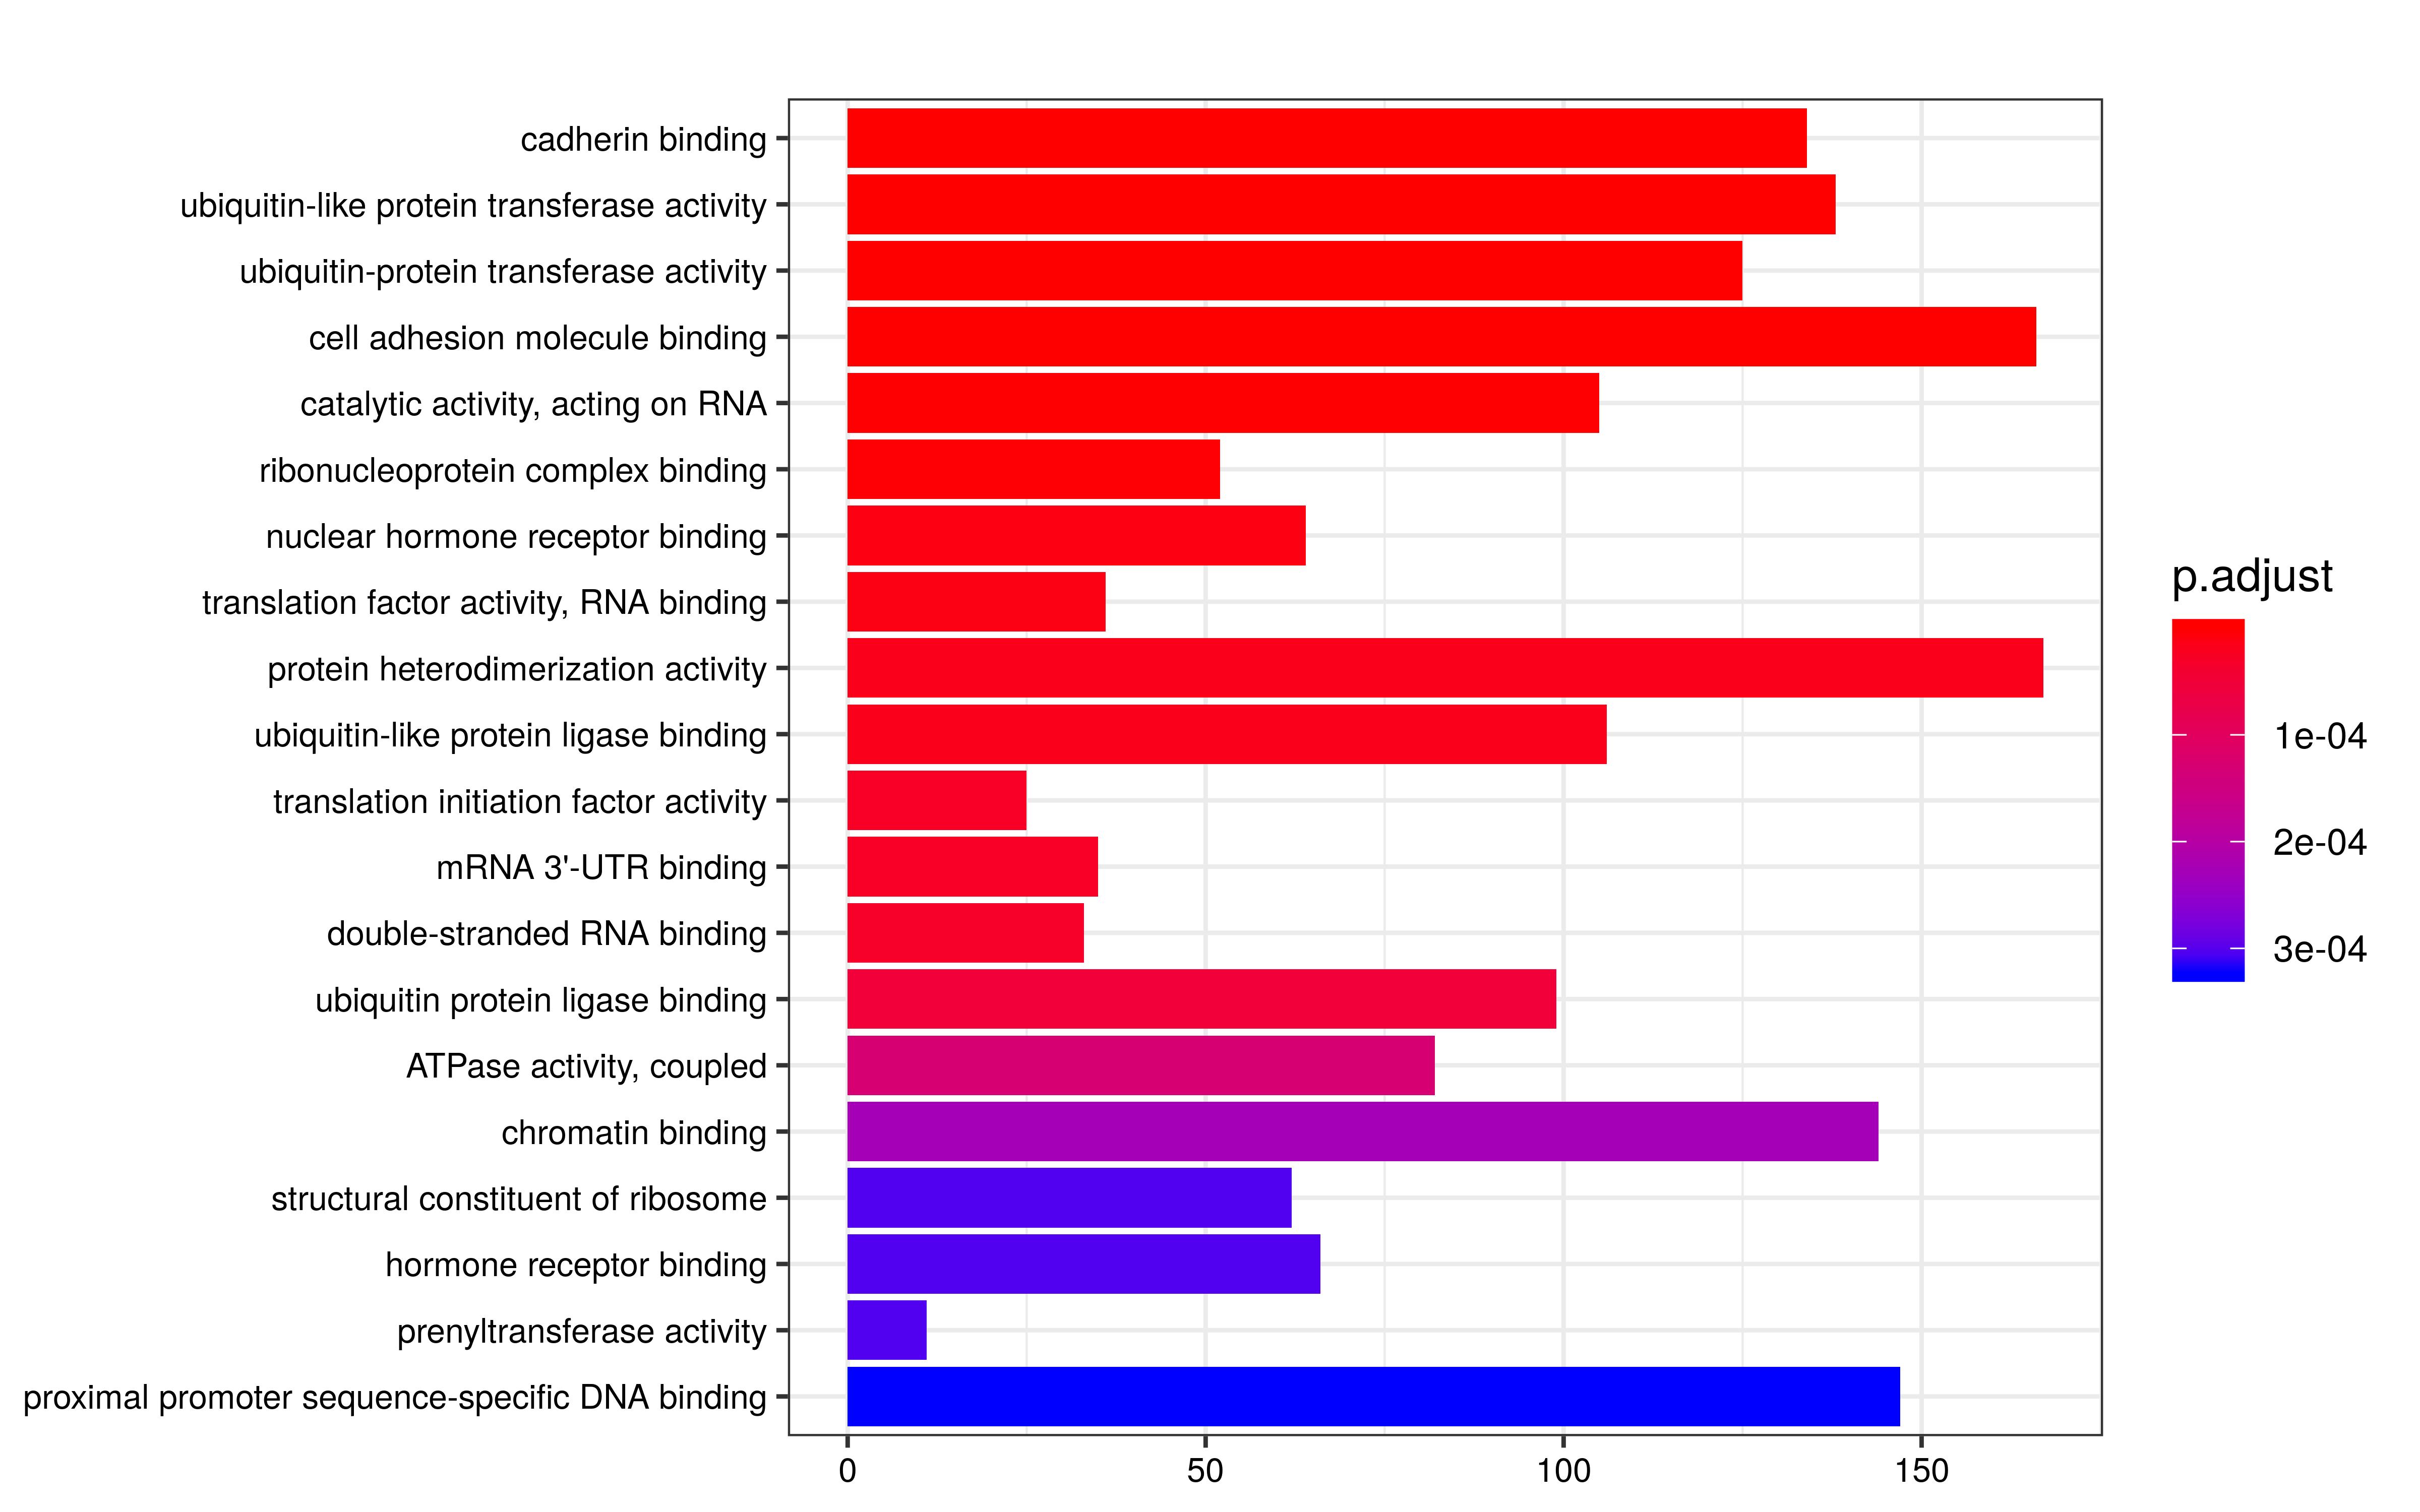 cadherin binding
ubiquitin-like protein transferase activity
ubiquitin-protein transferase activity
cell adhesion molecule binding
catalytic activity, acting on RNA
ribonucleoprotein complex binding
nuclear hormone receptor binding
translation factor activity, RNA binding
protein heterodimerization activity
ubiquitin-like protein ligase binding
translation initiation factor activity
mRNA 3'-UTR binding
double-stranded RNA binding
ubiquitin protein ligase binding
ATPase activity, coupled
chromatin binding
structural constituent of ribosome
hormone receptor binding
prenyltransferase activity
proximal promoter sequence-specific DNA binding
0 50 100 150
p.adjust
1e-04
2e-04
3e-04